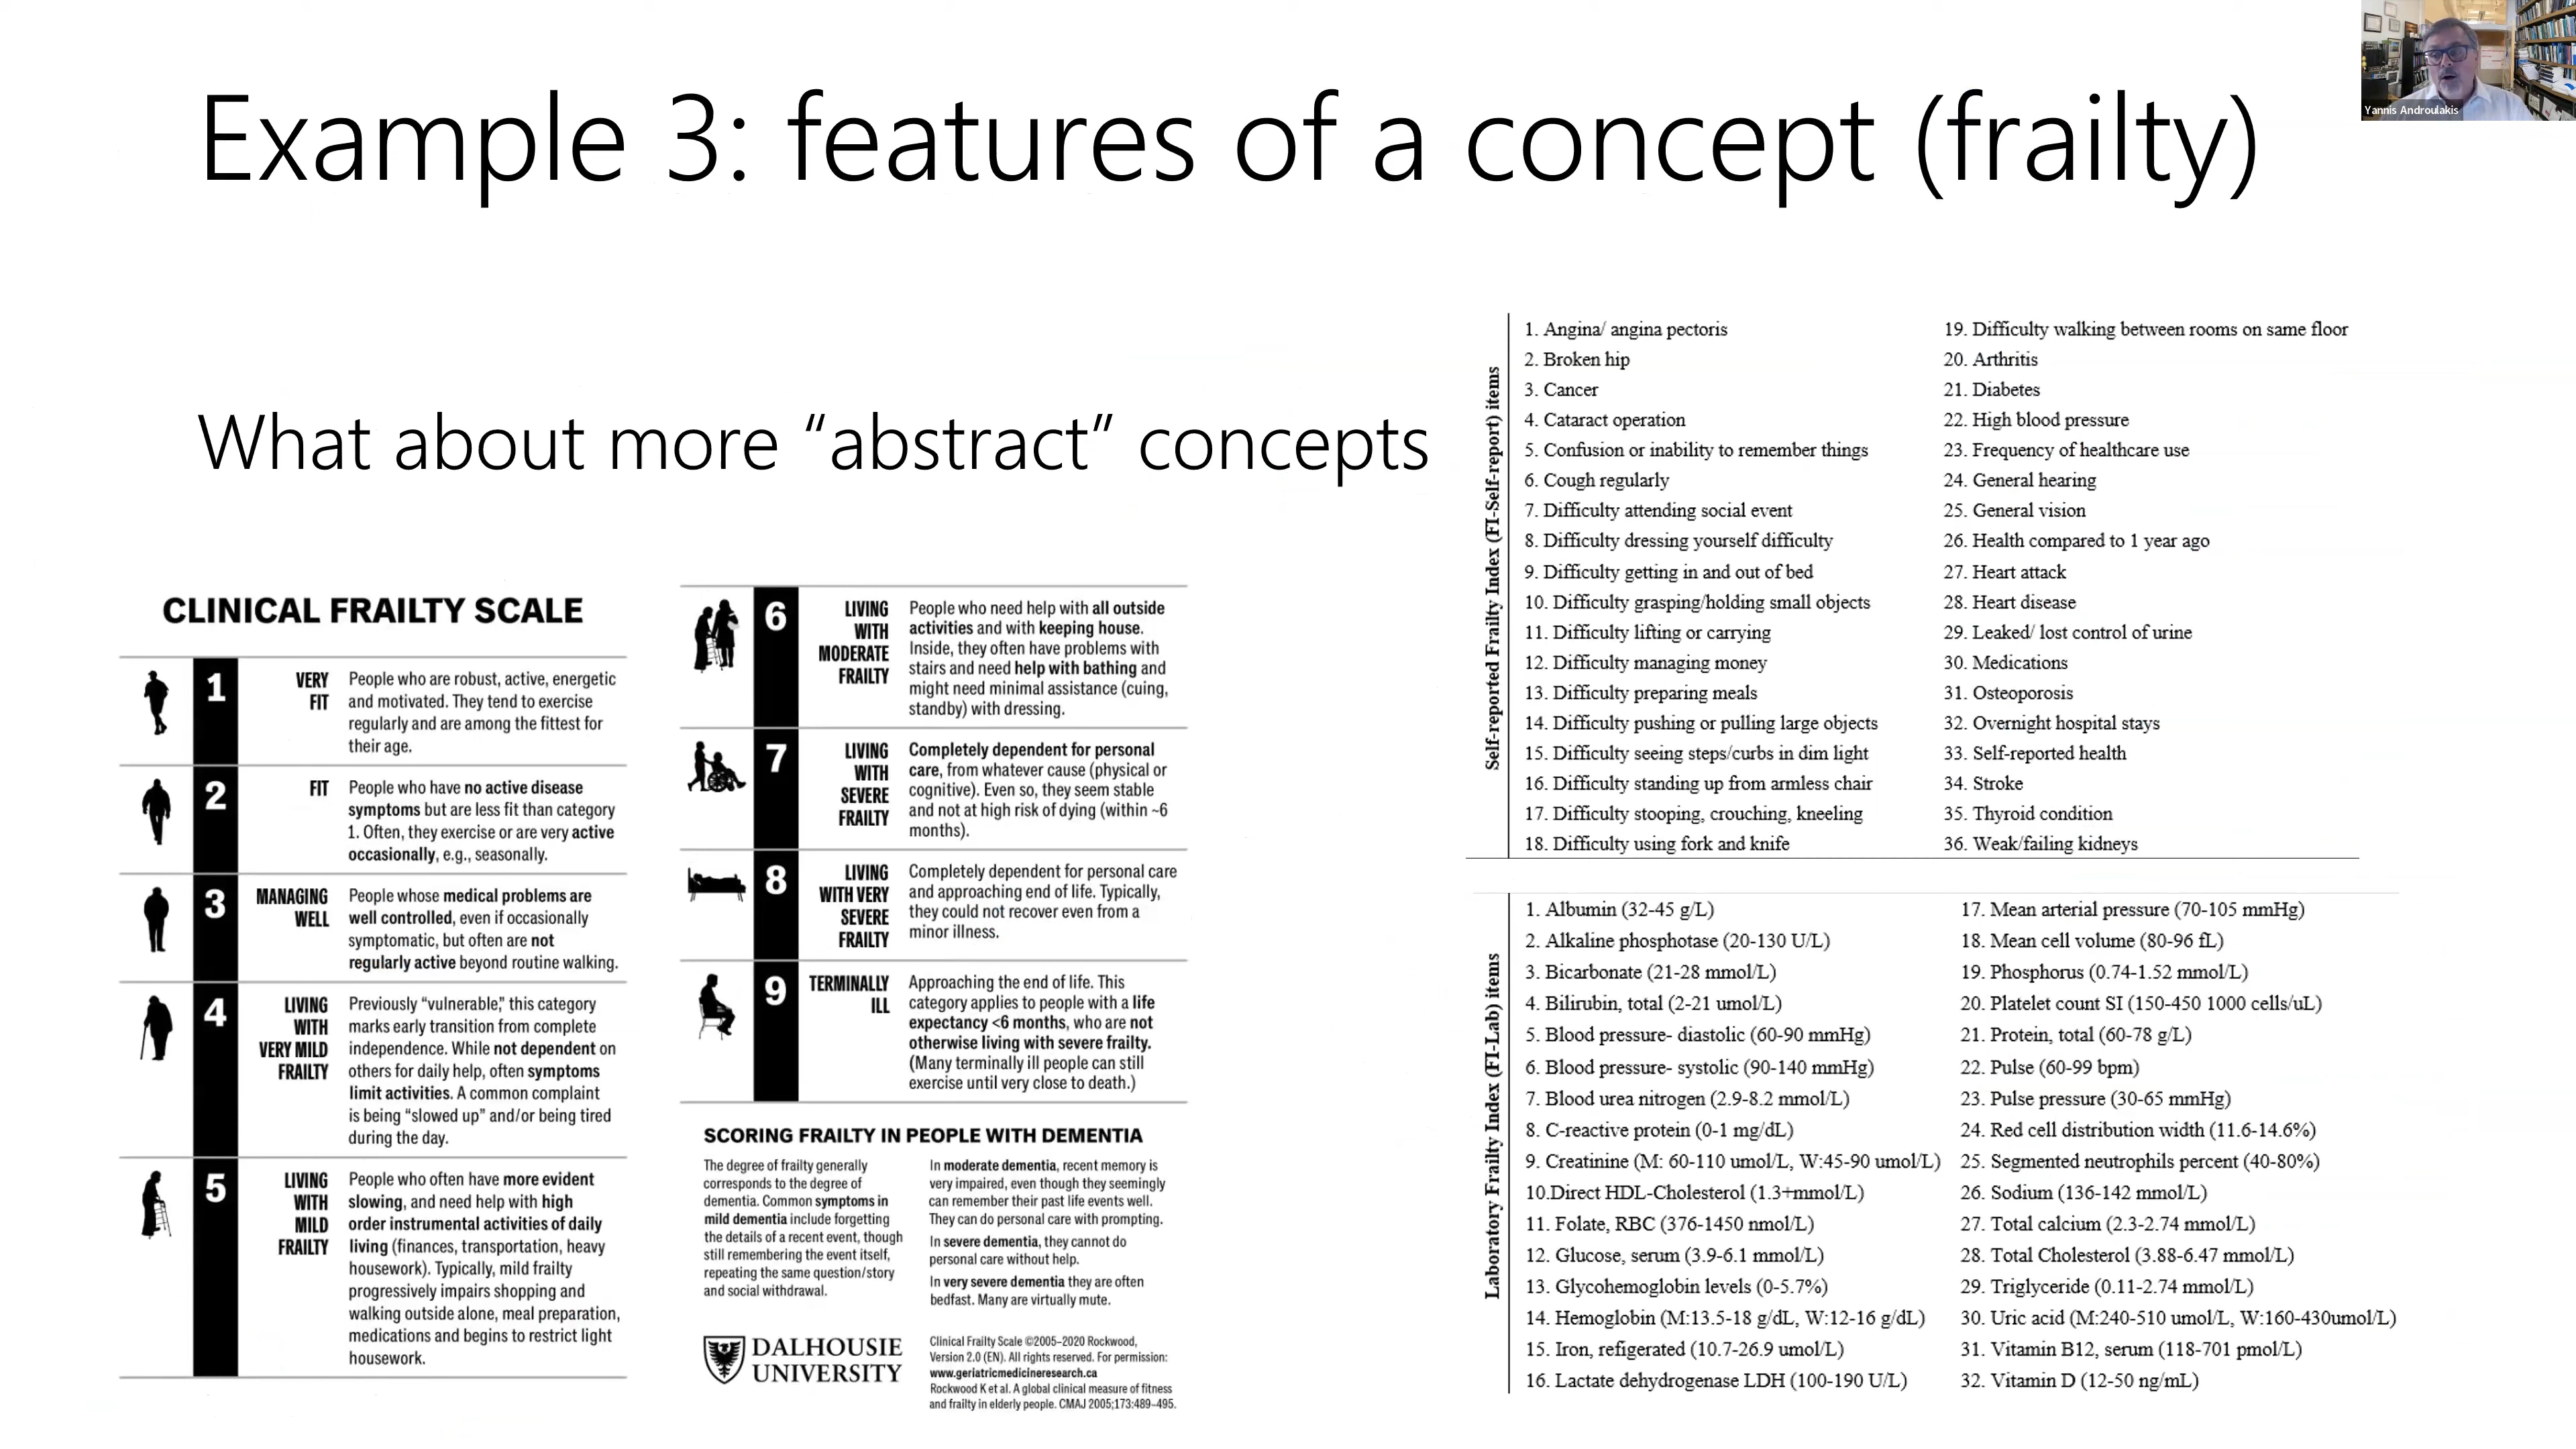 Example 3: features of a concept (frailty)
Yannis Androulakis
What about more “abstract” concepts
CLINICAL FRAILTY SCALE
1
VERY
FIT
People who are robust, active, energetic
and motivated. They tend to exercise
regularly and are among the fittest for
their age.
2
FIT
People who have no active disease
symptoms but are less fit than category
1. Often, they exercise or are very active
occasionally, e.g., seasonally.
3
MANAGING
WELL
People whose medical problems are
well controlled, even if occasionally
symptomatic, but often are not
regularly active beyond routine walking.
4
LIVING
WITH
VERY MILD
FRAILTY
Previously “vulnerable,” this category
marks early transition from complete
independence. While not dependent on
others for daily help, often symptoms
limit activities. A common complaint
is being “slowed up” and/or being tired
during the day.
5
LIVING
WITH
MILD
FRAILTY
People who often have more evident
slowing, and need help with high
order instrumental activities of daily
living (finances, transportation, heavy
housework). Typically, mild frailty
progressively impairs shopping and
walking outside alone, meal preparation,
medications and begins to restrict light
housework.
6
LIVING
WITH
MODERATE
FRAILTY
People who need help with all outside
activities and with keeping house.
Inside, they often have problems with
stairs and need help with bathing and
might need minimal assistance (cuing,
standby) with dressing.
7
LIVING
WITH
SEVERE
FRAILTY
Completely dependent for personal
care, from whatever cause (physical or
cognitive). Even so, they seem stable
and not at high risk of dying (within ~6
months).
8
LIVING
WITH VERY
SEVERE
FRAILTY
Completely dependent for personal care
and approaching end of life. Typically,
they could not recover even from a
minor illness.
9
TERMINALLY
ILL
Approaching the end of life. This
category applies to people with a life
expectancy <6 months, who are not
otherwise living with severe frailty.
(Many terminally ill people can still
exercise until very close to death.)
SCORING FRAILTY IN PEOPLE WITH DEMENTIA
The degree of frailty generally
corresponds to the degree of
dementia. Common symptoms in
mild dementia include forgetting
the details of a recent event, though
still remembering the event itself,
repeating the same question/story
and social withdrawal.
In moderate dementia, recent memory is
very impaired, even though they seemingly
can remember their past life events well.
They can do personal care with prompting.
In severe dementia, they cannot do
personal care without help.
In very severe dementia they are often
bedfast. Many are virtually mute.
DALHOUSIE
UNIVERSITY
Clinical Frailty Scale ©2005–2020 Rockwood,
Version 2.0 (EN). All rights reserved. For permission:
www.geriatricmedicineresearch.ca
Rockwood K et al. A global clinical measure of fitness
and frailty in elderly people. CMAJ 2005;173:489–495.
Self-reported Frailty Index (FI-Self-report) items
1. Angina/ angina pectoris
2. Broken hip
3. Cancer
4. Cataract operation
5. Confusion or inability to remember things
6. Cough regularly
7. Difficulty attending social event
8. Difficulty dressing yourself difficulty
9. Difficulty getting in and out of bed
10. Difficulty grasping/holding small objects
11. Difficulty lifting or carrying
12. Difficulty managing money
13. Difficulty preparing meals
14. Difficulty pushing or pulling large objects
15. Difficulty seeing steps/curbs in dim light
16. Difficulty standing up from armless chair
17. Difficulty stooping, crouching, kneeling
18. Difficulty using fork and knife
19. Difficulty walking between rooms on same floor
20. Arthritis
21. Diabetes
22. High blood pressure
23. Frequency of healthcare use
24. General hearing
25. General vision
26. Health compared to 1 year ago
27. Heart attack
28. Heart disease
29. Leaked/ lost control of urine
30. Medications
31. Osteoporosis
32. Overnight hospital stays
33. Self-reported health
34. Stroke
35. Thyroid condition
36. Weak/failing kidneys
Laboratory Frailty Index (FI-Lab) items
1. Albumin (32-45 g/L)
2. Alkaline phosphotase (20-130 U/L)
3. Bicarbonate (21-28 mmol/L)
4. Bilirubin, total (2-21 umol/L)
5. Blood pressure- diastolic (60-90 mmHg)
6. Blood pressure- systolic (90-140 mmHg)
7. Blood urea nitrogen (2.9-8.2 mmol/L)
8. C-reactive protein (0-1 mg/dL)
9. Creatinine (M: 60-110 umol/L, W:45-90 umol/L)
10.Direct HDL-Cholesterol (1.3+mmol/L)
11. Folate, RBC (376-1450 nmol/L)
12. Glucose, serum (3.9-6.1 mmol/L)
13. Glycohemoglobin levels (0-5.7%)
14. Hemoglobin (M:13.5-18 g/dL, W:12-16 g/dL)
15. Iron, refigerated (10.7-26.9 umol/L)
16. Lactate dehydrogenase LDH (100-190 U/L)
17. Mean arterial pressure (70-105 mmHg)
18. Mean cell volume (80-96 fL)
19. Phosphorus (0.74-1.52 mmol/L)
20. Platelet count SI (150-450 1000 cells/uL)
21. Protein, total (60-78 g/L)
22. Pulse (60-99 bpm)
23. Pulse pressure (30-65 mmHg)
24. Red cell distribution width (11.6-14.6%)
25. Segmented neutrophils percent (40-80%)
26. Sodium (136-142 mmol/L)
27. Total calcium (2.3-2.74 mmol/L)
28. Total Cholesterol (3.88-6.47 mmol/L)
29. Triglyceride (0.11-2.74 mmol/L)
30. Uric acid (M:240-510 umol/L, W:160-430umol/L)
31. Vitamin B12, serum (118-701 pmol/L)
32. Vitamin D (12-50 ng/mL)